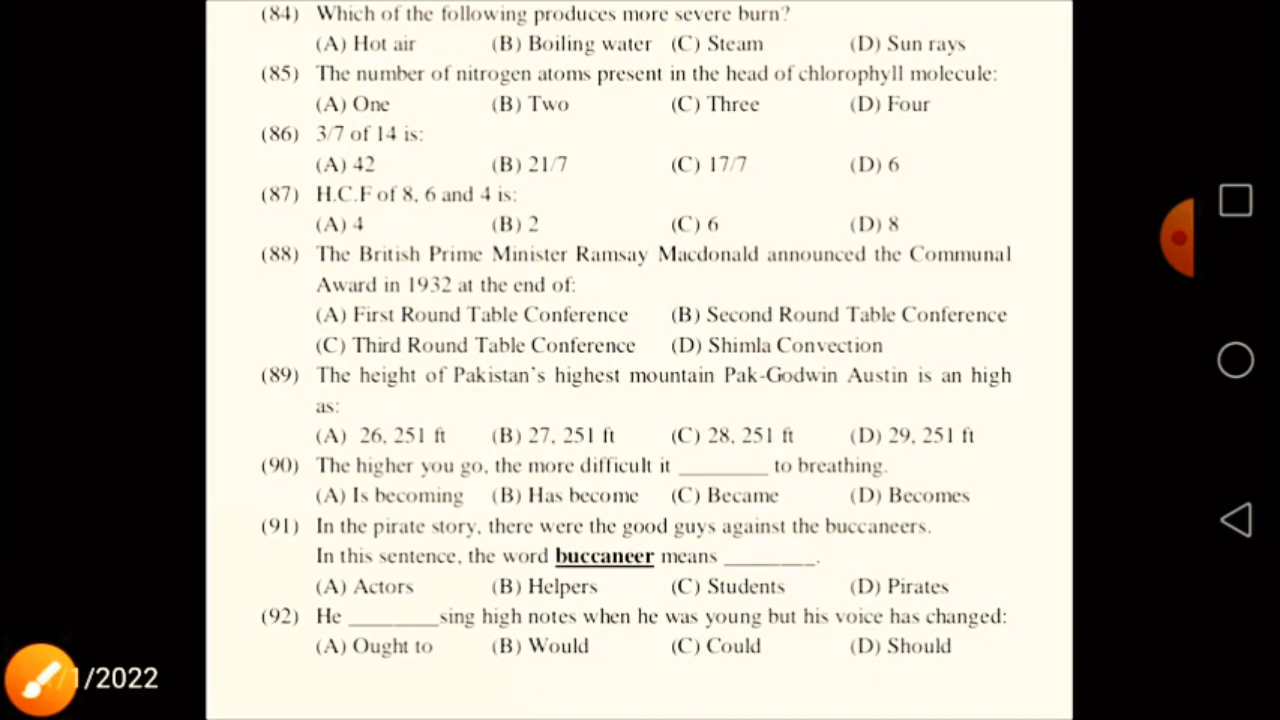 (84) Which of the following produces more severe burn?
(A) Hot air (B) Boiling water (C) Steam (D) Sun rays
(85) The number of nitrogen atoms present in the head of chlorophyll molecule:
(A) One (B) Two (C) Three (D) Four
(86) 3/7 of 14 is:
(A) 42 (B) 21/7 (C) 17/7 (D) 6
(87) H.C.F of 8, 6 and 4 is:
(A) 4 (B) 2 (C) 6 (D) 8
(88) The British Prime Minister Ramsay Macdonald announced the Communal
Award in 1932 at the end of:
(A) First Round Table Conference (B) Second Round Table Conference
(C) Third Round Table Conference (D) Shimla Convection
(89) The height of Pakistan's highest mountain Pak-Godwin Austin is an high
as:
(A) 26, 251 ft (B) 27, 251 ft (C) 28, 251 ft (D) 29, 251 ft
(90) The higher you go, the more difficult it ________ to breathing.
(A) Is becoming (B) Has become (C) Became (D) Becomes
(91) In the pirate story, there were the good guys against the buccaneers.
In this sentence, the word buccaneer means ________.
(A) Actors (B) Helpers (C) Students (D) Pirates
(92) He ________sing high notes when he was young but his voice has changed:
(A) Ought to (B) Would (C) Could (D) Should
1/2022